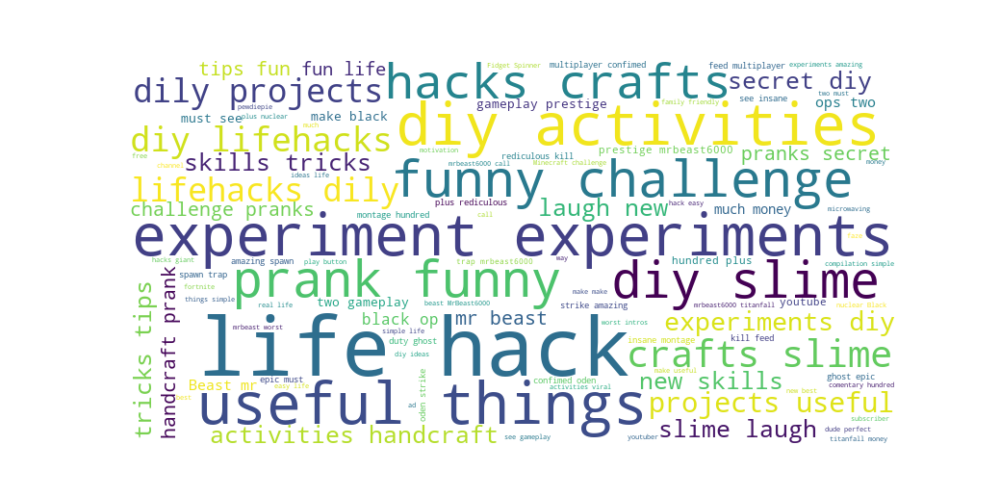 tips fun
fun life
hacks crafts
Fidget Spinner
multiplayer confimed
feed multiplayer
experiments amazing
dily projects
secret diy
two must
pewdiepie
gameplay prestige
family friendly
see insane
ops two
must see
plus nuclear
make black
diy activities
diy lifehacks
much
motivation
prestige mrbeast6000
pranks secret
free
channel
skills tricks
mrbeast6000 call
rediculous kill
Minecraft challenge
money
ideas life
funny challenge
lifehacks dily
plus rediculous
hack easy
challenge pranks
montage hundred
call
laugh new
much money
microwaving
experiment experiments
hacks giant
amazing spawn
play button
trap mrbeast6000
way
hundred plus
compilation simple
spawn trap
fortnite
prank funny
make make
diy slime
things simple
real life
two gameplay
beast MrBeast6000
strike amazing
mrbeast6000 titanfall
youtube
nuclear Black
tricks tips
handcraft prank
mrbeast worst
black op
mr beast
worst intros
experiments diy
simple life
duty ghost
insane montage
kill feed
life hack
diy ideas
crafts slime
make useful
Beast mr
epic must
easy life
confimed oden
activities viral
new skills
ghost epic
new best
comentary hundred
best
ad
oden strike
useful things
projects useful
subscriber
activities handcraft
see gameplay
youtuber
slime laugh
dude perfect
titanfall money